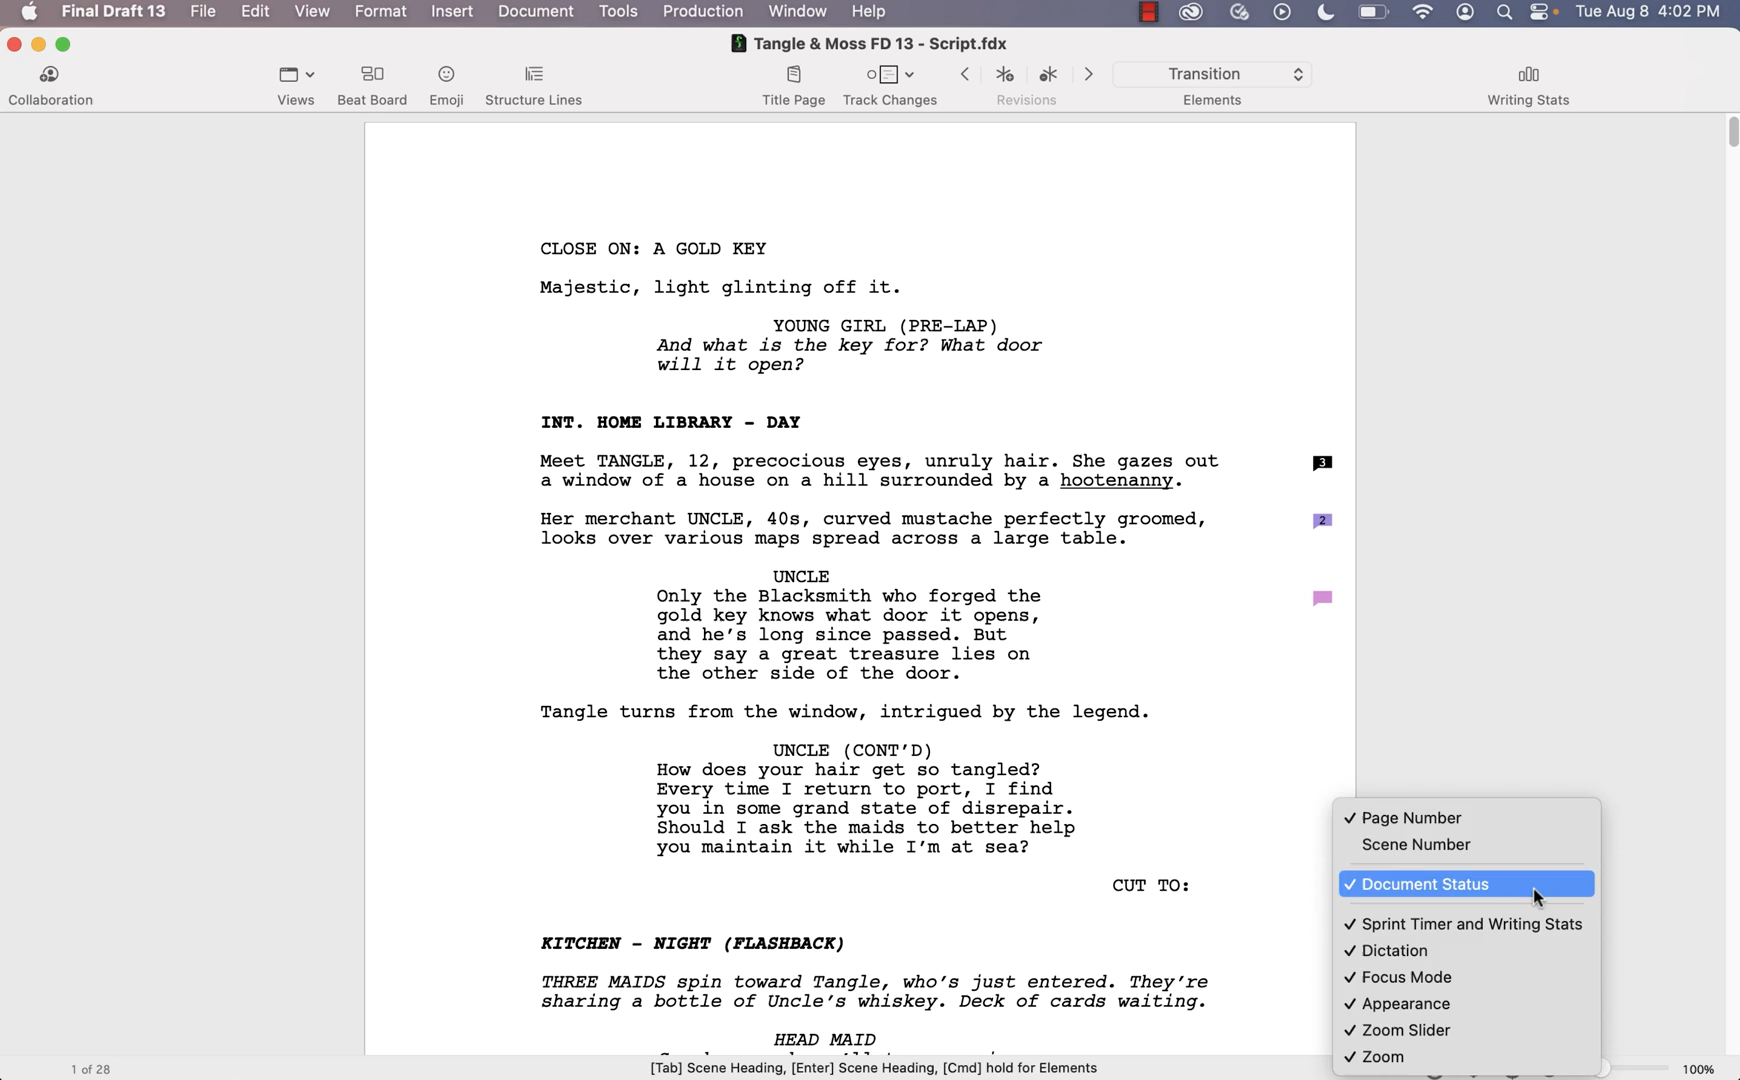 Final Draft 13 File Edit View Format Insert Document Tools Production Window Help Tue Aug 8 4:02 PM
Tangle & Moss FD 13 - Script.fdx
Transition
Collaboration Views Beat Board Emoji Structure Lines Title Page Track Changes Revisions Elements Writing Stats
CLOSE ON: A GOLD KEY
Majestic, light glinting off it.
YOUNG GIRL (PRE-LAP)
And what is the key for? What door
will it open?
INT. HOME LIBRARY - DAY
Meet TANGLE, 12, precocious eyes, unruly hair. She gazes out 3
a window of a house on a hill surrounded by a hootenanny.
Her merchant UNCLE, 40s, curved mustache perfectly groomed, 2
looks over various maps spread across a large table.
UNCLE
Only the Blacksmith who forged the
gold key knows what door it opens,
and he's long since passed. But
they say a great treasure lies on
the other side of the door.
Tangle turns from the window, intrigued by the legend.
UNCLE (CONT'D)
How does your hair get so tangled?
Every time I return to port, I find
you in some grand state of disrepair.
Should I ask the maids to better help
you maintain it while I'm at sea?
CUT TO:
KITCHEN - NIGHT (FLASHBACK)
THREE MAIDS spin toward Tangle, who's just entered. They're
sharing a bottle of Uncle's whiskey. Deck of cards waiting.
HEAD MAID
✓ Page Number
Scene Number
✓ Document Status
✓ Sprint Timer and Writing Stats
✓ Dictation
✓ Focus Mode
✓ Appearance
✓ Zoom Slider
✓ Zoom
1 of 28 [Tab] Scene Heading, [Enter] Scene Heading, [Cmd] hold for Elements 100%